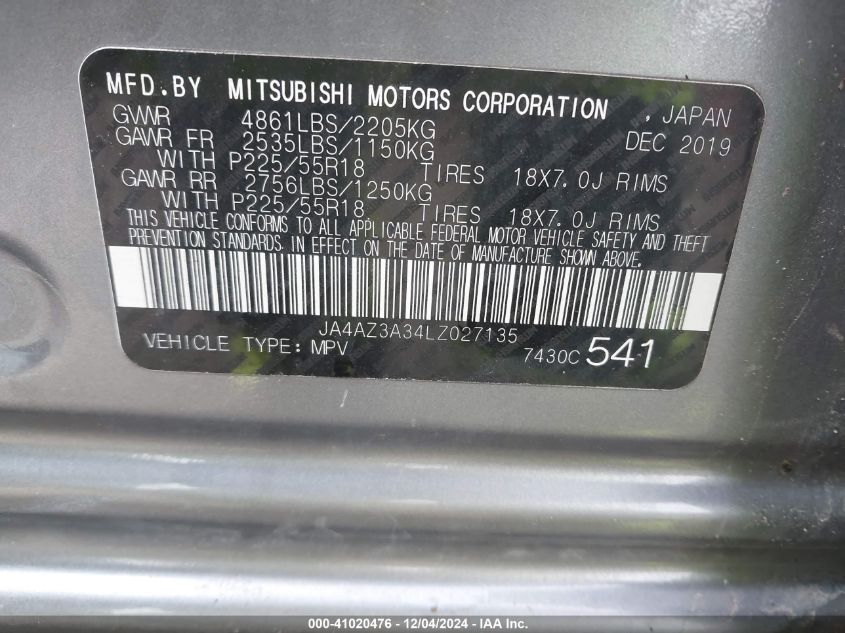 MFD.BY MITSUBISHI MOTORS CORPORATION , JAPAN
GVWR 4861LBS/2205KG DEC 2019
GAWR FR 2535LBS/1150KG
WITH P225/55R18 TIRES 18X7.0J RIMS
GAWR RR 2756LBS/1250KG
WITH P225/55R18 TIRES 18X7.0J RIMS
THIS VEHICLE CONFORMS TO ALL APPLICABLE FEDERAL MOTOR VEHICLE SAFETY AND THEFT
PREVENTION STANDARDS. IN EFFECT ON THE DATE OF MANUFACTURE SHOWN ABOVE.
JA4AZ3A34LZ027135
VEHICLE TYPE: MPV 7430C 541
000-41020476 - 12/04/2024 - IAA Inc.